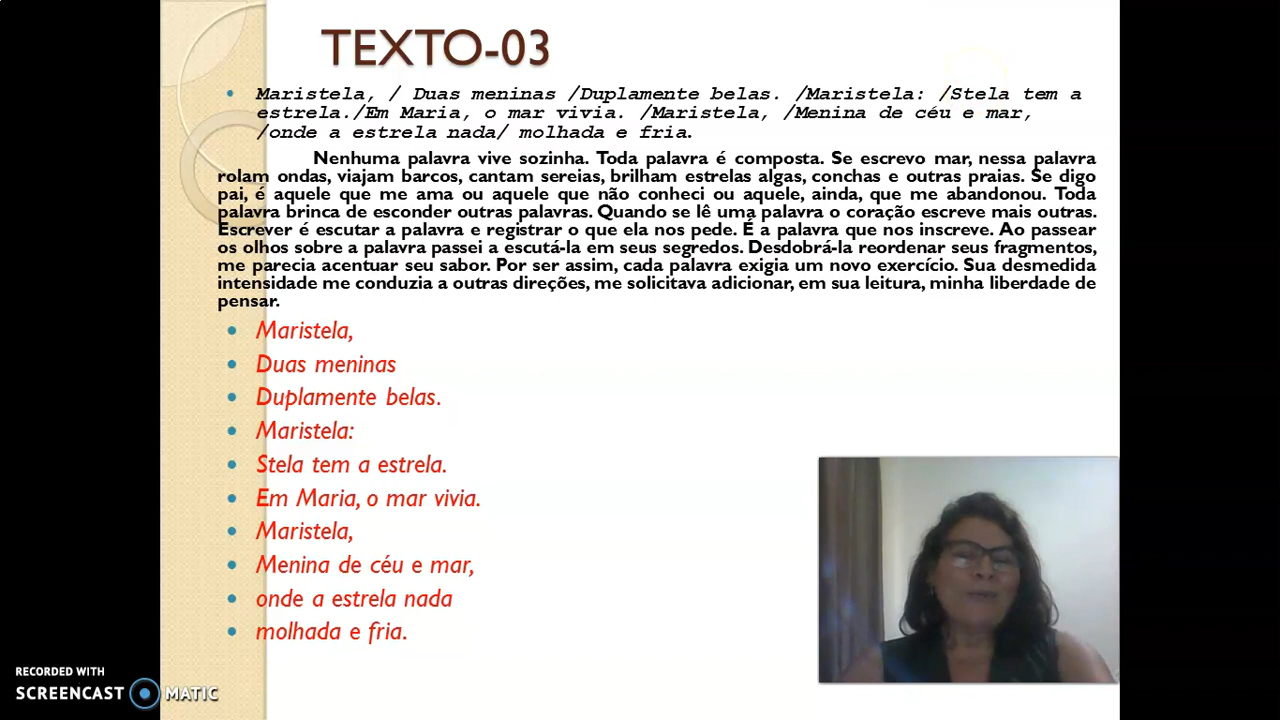 TEXTO-03
Maristela, / Duas meninas /Duplamente belas. /Maristela: /Stela tem a
estrela./Em Maria, o mar vivia. /Maristela, /Menina de céu e mar,
/onde a estrela nada/ molhada e fria.
Nenhuma palavra vive sozinha. Toda palavra é composta. Se escrevo mar, nessa palavra
rolam ondas, viajam barcos, cantam sereias, brilham estrelas algas, conchas e outras praias. Se digo
pai, é aquele que me ama ou aquele que não conheci ou aquele, ainda, que me abandonou. Toda
palavra brinca de esconder outras palavras. Quando se lê uma palavra o coração escreve mais outras.
Escrever é escutar a palavra e registrar o que ela nos pede. É a palavra que nos inscreve. Ao passear
os olhos sobre a palavra passei a escutá-la em seus segredos. Desdobrá-la reordenar seus fragmentos,
me parecia acentuar seu sabor. Por ser assim, cada palavra exigia um novo exercício. Sua desmedida
intensidade me conduzia a outras direções, me solicitava adicionar, em sua leitura, minha liberdade de
pensar.
Maristela,
Duas meninas
Duplamente belas.
Maristela:
Stela tem a estrela.
Em Maria, o mar vivia.
Maristela,
Menina de céu e mar,
onde a estrela nada
molhada e fria.
RECORDED WITH
SCREENCAST MATIC